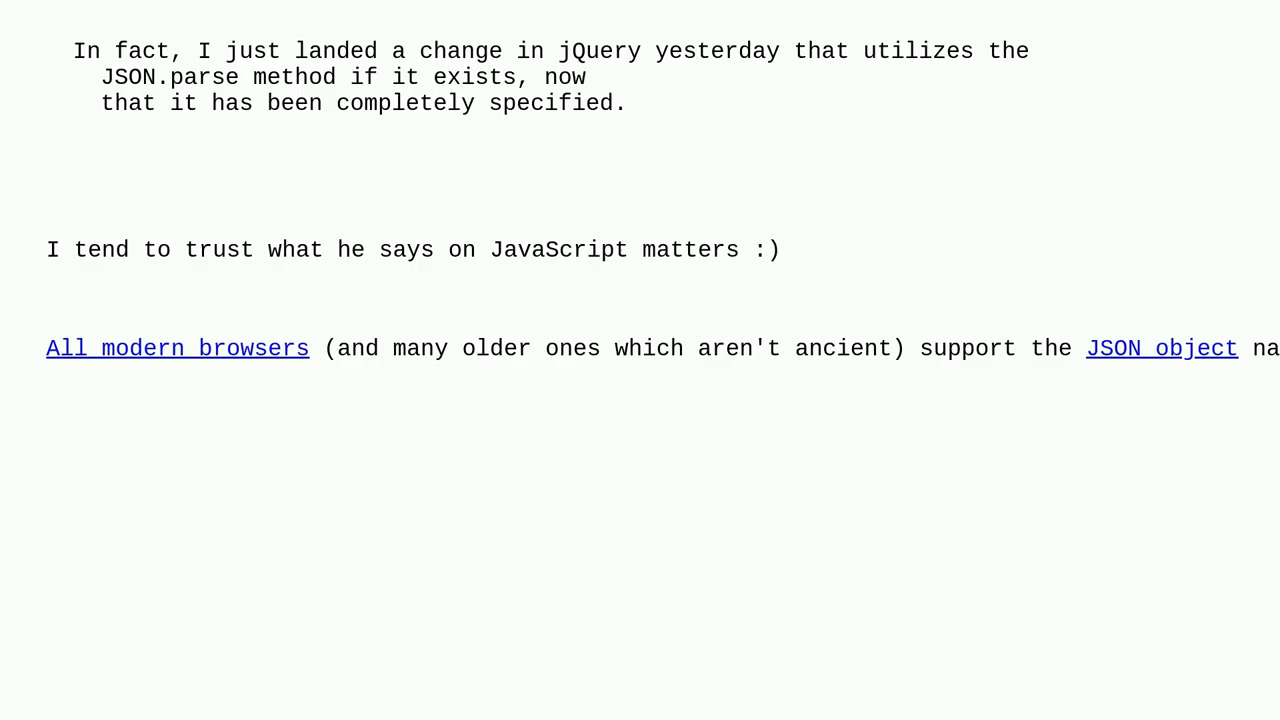 In fact, I just landed a change in jQuery yesterday that utilizes the
JSON.parse method if it exists, now
that it has been completely specified.
I tend to trust what he says on JavaScript matters :)
All modern browsers (and many older ones which aren't ancient) support the JSON object na